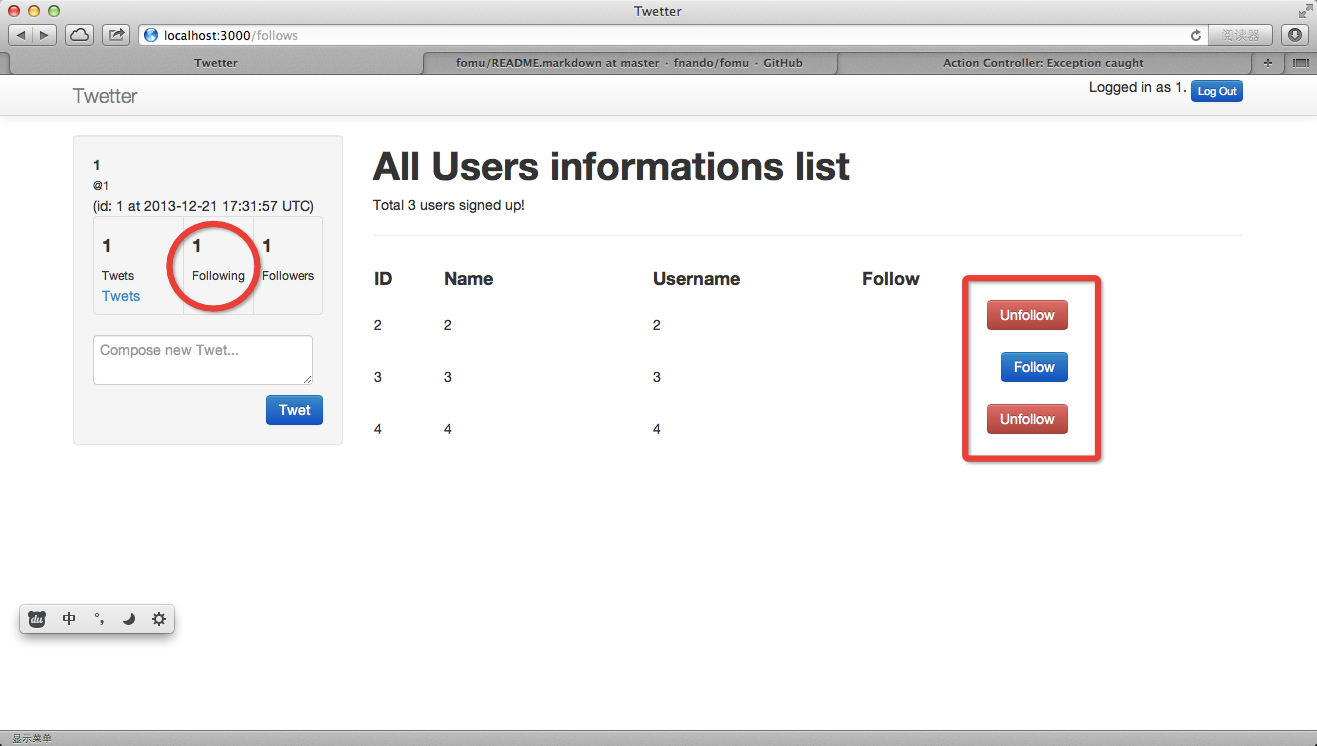 Twetter
localhost:3000/follows
阅读器
Twetter
fomu/README.markdown at master · fnando/fomu · GitHub
Action Controller: Exception caught
+
Twetter
Logged in as 1. Log Out
1
@1
(id: 1 at 2013-12-21 17:31:57 UTC)
1 1 1
Twets Following Followers
Twets
Compose new Twet...
Twet
All Users informations list
Total 3 users signed up!
ID Name Username Follow
2 2 2 Unfollow
3 3 3 Follow
4 4 4 Unfollow
du 中 °,
显示菜单